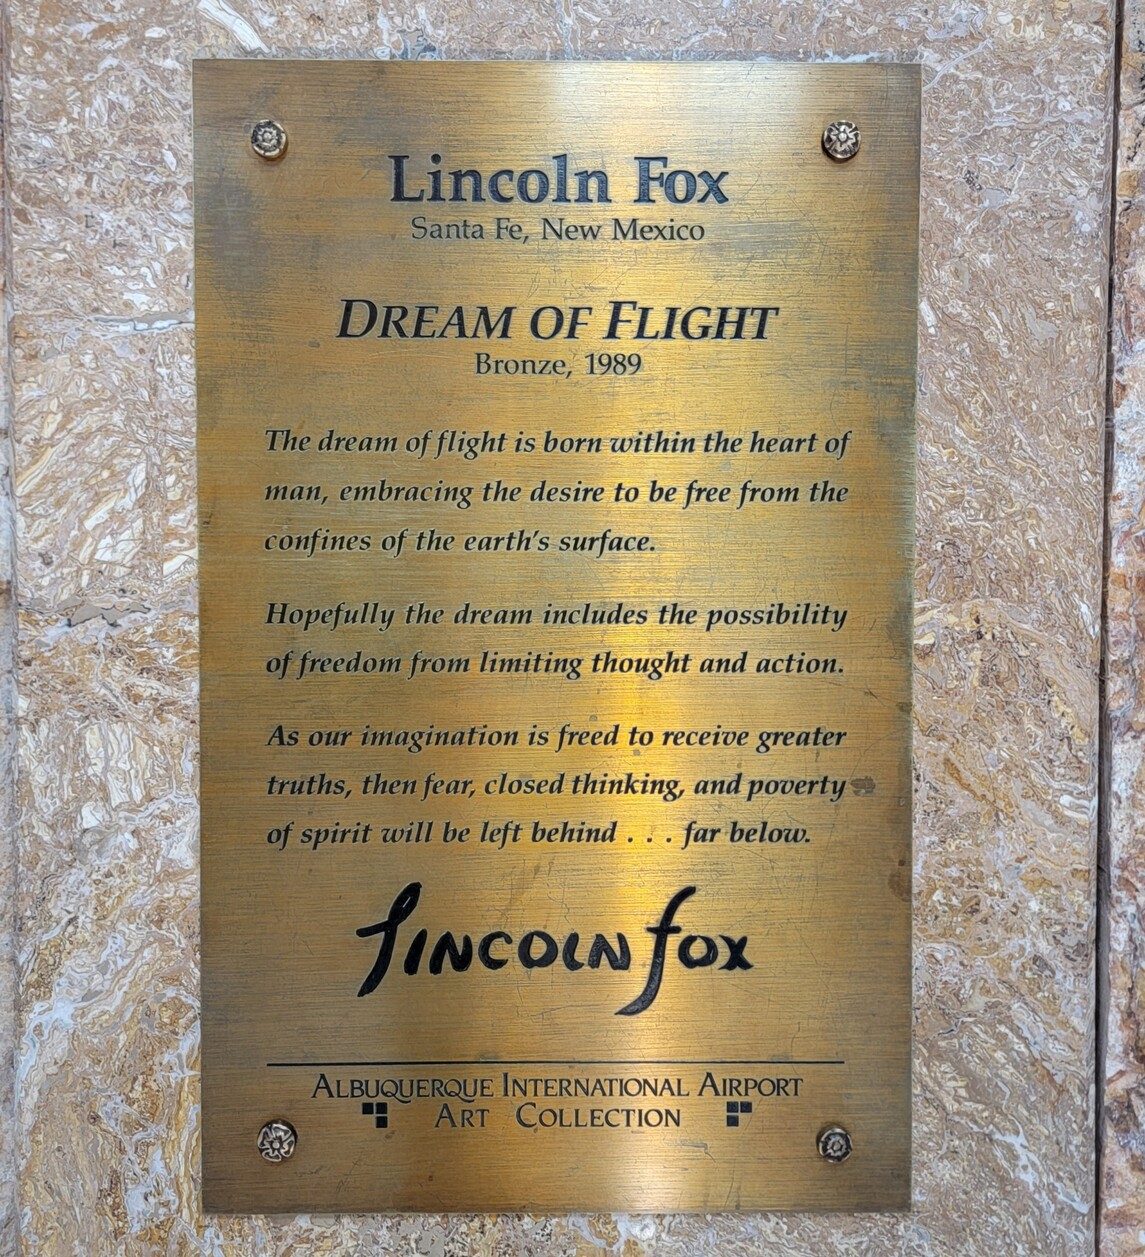 Lincoln Fox
Santa Fe, New Mexico
DREAM OF FLIGHT
Bronze, 1989
The dream of flight is born within the heart of
man, embracing the desire to be free from the
confines of the earth's surface.
Hopefully the dream includes the possibility
of freedom from limiting thought and action.
As our imagination is freed to receive greater
truths, then fear, closed thinking, and poverty
of spirit will be left behind . . . far below.
LINCOLN fox
ALBUQUERQUE INTERNATIONAL AIRPORT
ART COLLECTION